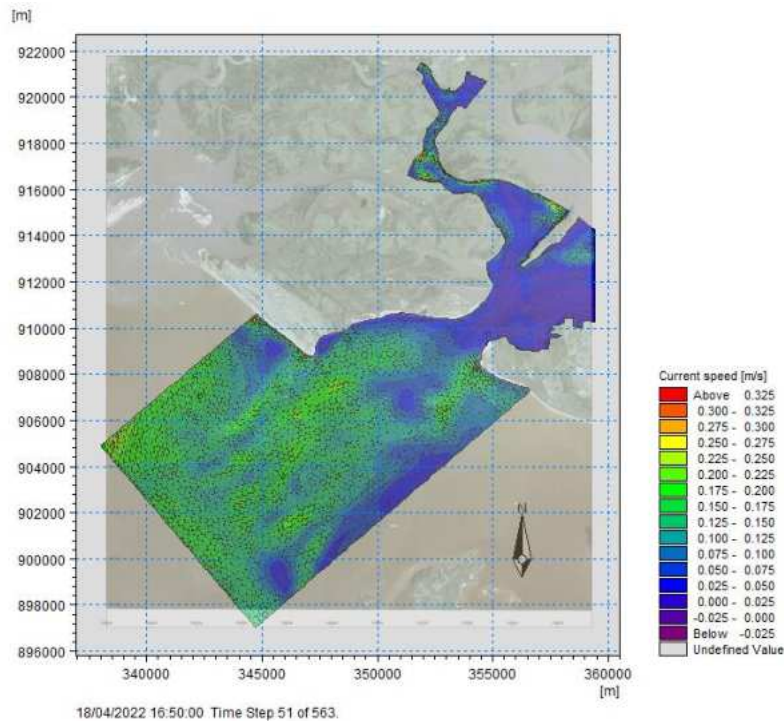 [m]
922000
920000
918000
916000
914000
912000
910000
908000
906000
904000
902000
900000
898000
896000
340000 345000 350000 355000 360000
[m]
N
Current speed [m/s]
Above 0.325
0.300 - 0.325
0.275 - 0.300
0.250 - 0.275
0.225 - 0.250
0.200 - 0.225
0.175 - 0.200
0.150 - 0.175
0.125 - 0.150
0.100 - 0.125
0.075 - 0.100
0.050 - 0.075
0.025 - 0.050
0.000 - 0.025
-0.025 - 0.000
Below -0.025
Undefined Value
18/04/2022 16:50:00 Time Step 51 of 563.